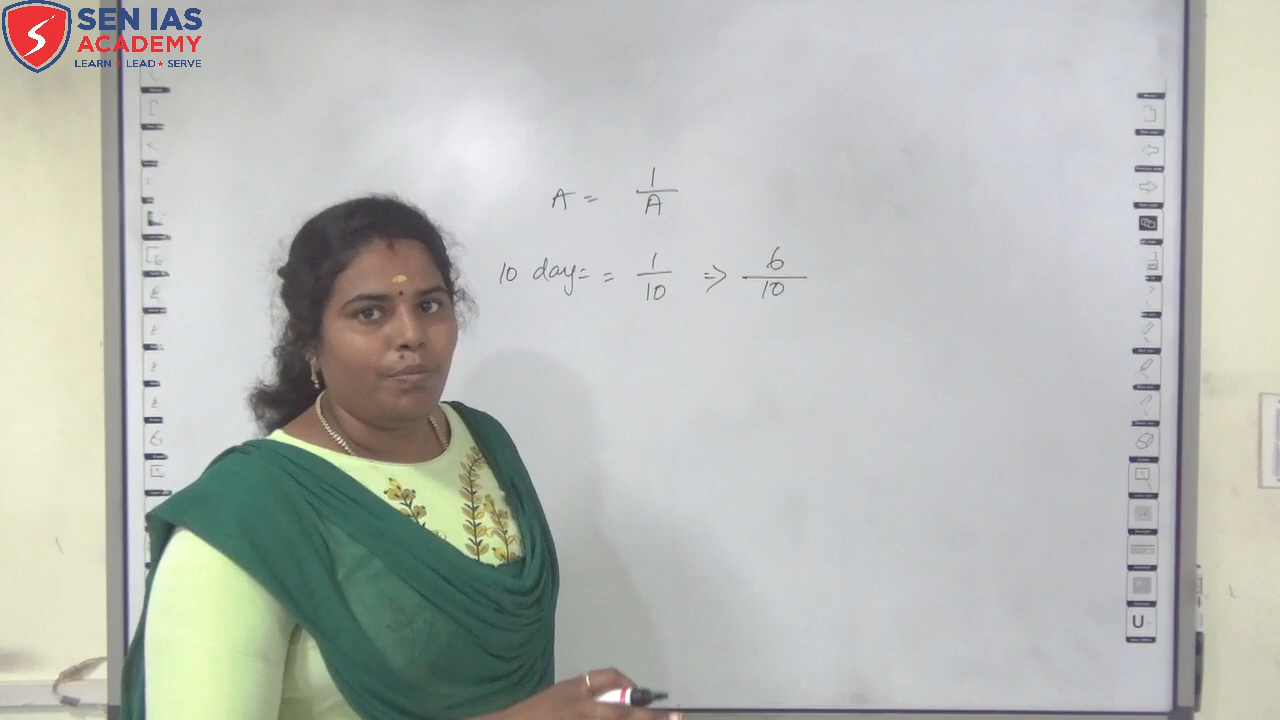 SEN IAS
ACADEMY
LEARN ★ LEAD ★ SERVE
A = 1/A
10 day = = 1/10 ⇒ 6/10
U